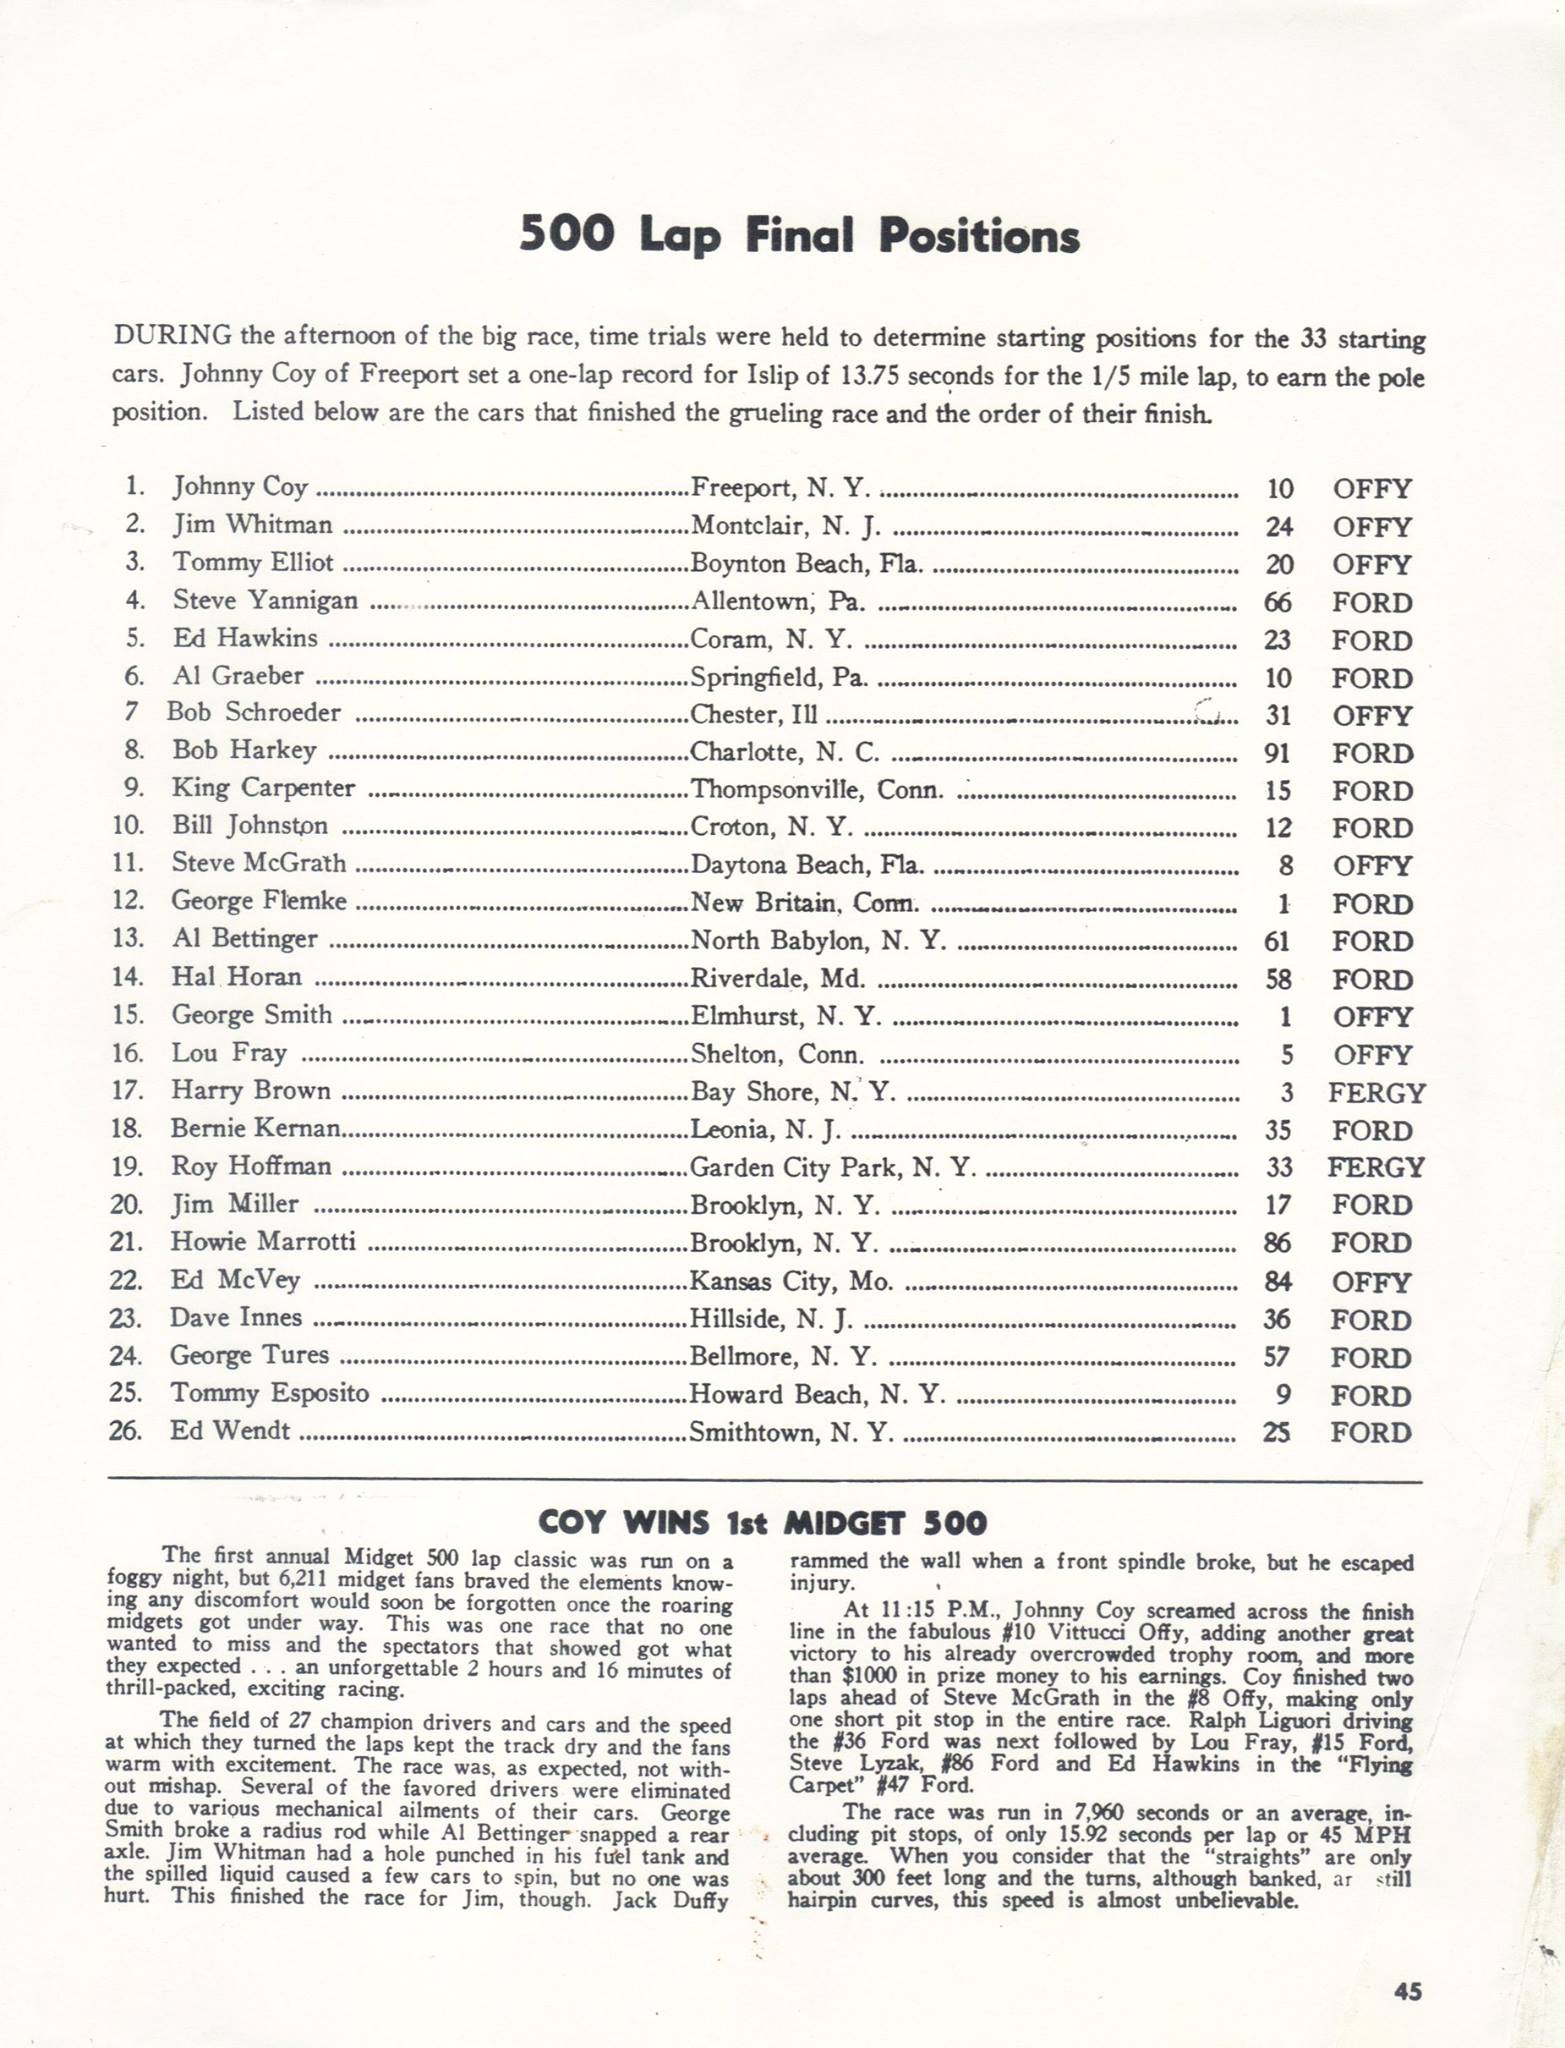 500 Lap Final Positions
DURING the afternoon of the big race, time trials were held to determine starting positions for the 33 starting
cars. Johnny Coy of Freeport set a one-lap record for Islip of 13.75 seconds for the 1/5 mile lap, to earn the pole
position. Listed below are the cars that finished the grueling race and the order of their finish.
1. Johnny Coy Freeport, N. Y. 10 OFFY
2. Jim Whitman Montclair, N. J. 24 OFFY
3. Tommy Elliot Boynton Beach, Fla. 20 OFFY
4. Steve Yannigan Allentown, Pa. 66 FORD
5. Ed Hawkins Coram, N. Y. 23 FORD
6. Al Graeber Springfield, Pa. 10 FORD
7 Bob Schroeder Chester, Ill 31 OFFY
8. Bob Harkey Charlotte, N. C. 91 FORD
9. King Carpenter Thompsonville, Conn. 15 FORD
10. Bill Johnston Croton, N. Y. 12 FORD
11. Steve McGrath Daytona Beach, Fla. 8 OFFY
12. George Flemke New Britain, Conn. 1 FORD
13. Al Bettinger North Babylon, N. Y. 61 FORD
14. Hal Horan Riverdale, Md. 58 FORD
15. George Smith Elmhurst, N. Y. 1 OFFY
16. Lou Fray Shelton, Conn. 5 OFFY
17. Harry Brown Bay Shore, N. Y. 3 FERGY
18. Bernie Kernan Leonia, N. J. 35 FORD
19. Roy Hoffman Garden City Park, N. Y. 33 FERGY
20. Jim Miller Brooklyn, N. Y. 17 FORD
21. Howie Marrotti Brooklyn, N. Y. 86 FORD
22. Ed McVey Kansas City, Mo. 84 OFFY
23. Dave Innes Hillside, N. J. 36 FORD
24. George Tures Bellmore, N. Y. 57 FORD
25. Tommy Esposito Howard Beach, N. Y. 9 FORD
26. Ed Wendt Smithtown, N. Y. 25 FORD
COY WINS 1st MIDGET 500
The first annual Midget 500 lap classic was run on a
foggy night, but 6,211 midget fans braved the elements know-
ing any discomfort would soon be forgotten once the roaring
midgets got under way. This was one race that no one
wanted to miss and the spectators that showed got what
they expected . . . an unforgettable 2 hours and 16 minutes of
thrill-packed, exciting racing.
The field of 27 champion drivers and cars and the speed
at which they turned the laps kept the track dry and the fans
warm with excitement. The race was, as expected, not with-
out mishap. Several of the favored drivers were eliminated
due to various mechanical ailments of their cars. George
Smith broke a radius rod while Al Bettinger snapped a rear
axle. Jim Whitman had a hole punched in his fuel tank and
the spilled liquid caused a few cars to spin, but no one was
hurt. This finished the race for Jim, though. Jack Duffy
rammed the wall when a front spindle broke, but he escaped
injury.
At 11:15 P.M., Johnny Coy screamed across the finish
line in the fabulous #10 Vittucci Offy, adding another great
victory to his already overcrowded trophy room, and more
than $1000 in prize money to his earnings. Coy finished two
laps ahead of Steve McGrath in the #8 Offy, making only
one short pit stop in the entire race. Ralph Liguori driving
the #36 Ford was next followed by Lou Fray, #15 Ford,
Steve Lyzak, #86 Ford and Ed Hawkins in the "Flying
Carpet" #47 Ford.
The race was run in 7,960 seconds or an average, in-
cluding pit stops, of only 15.92 seconds per lap or 45 MPH
average. When you consider that the "straights" are only
about 300 feet long and the turns, although banked, ar still
hairpin curves, this speed is almost unbelievable.
45